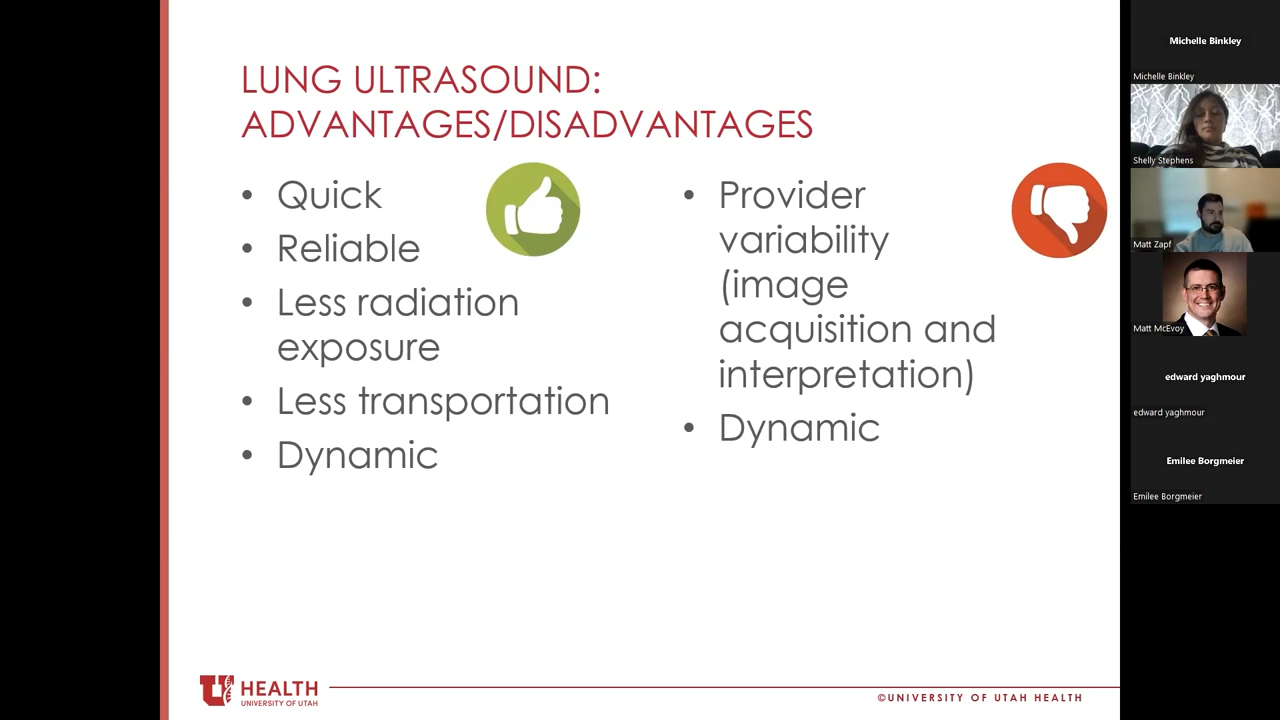 LUNG ULTRASOUND:
ADVANTAGES/DISADVANTAGES
• Quick
• Reliable
• Less radiation
exposure
• Less transportation
• Dynamic
• Provider
variability
(image
acquisition and
interpretation)
• Dynamic
HEALTH
UNIVERSITY OF UTAH
©UNIVERSITY OF UTAH HEALTH
Michelle Binkley
Michelle Binkley
Shelly Stephens
Matt Zapf
Matt McEvoy
edward yaghmour
edward yaghmour
Emilee Borgmeier
Emilee Borgmeier